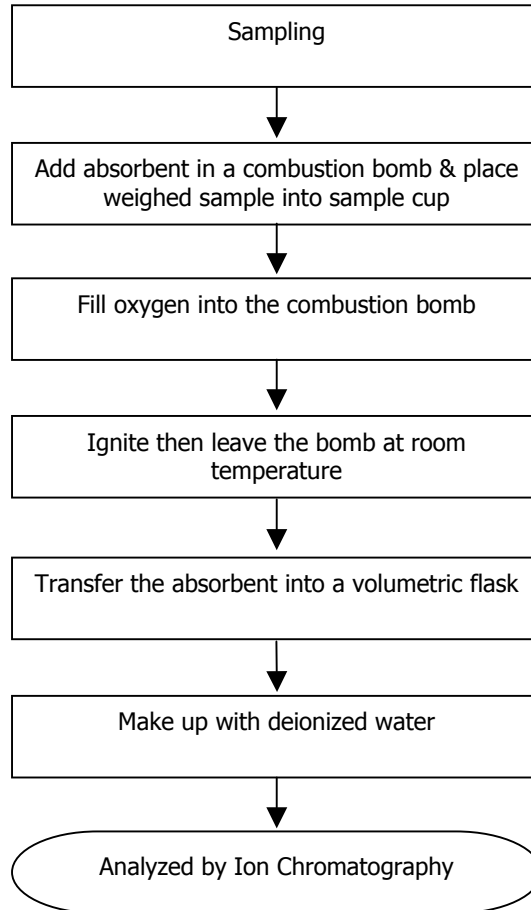 Sampling
Add absorbent in a combustion bomb & place
weighed sample into sample cup
Fill oxygen into the combustion bomb
Ignite then leave the bomb at room
temperature
Transfer the absorbent into a volumetric flask
Make up with deionized water
Analyzed by Ion Chromatography